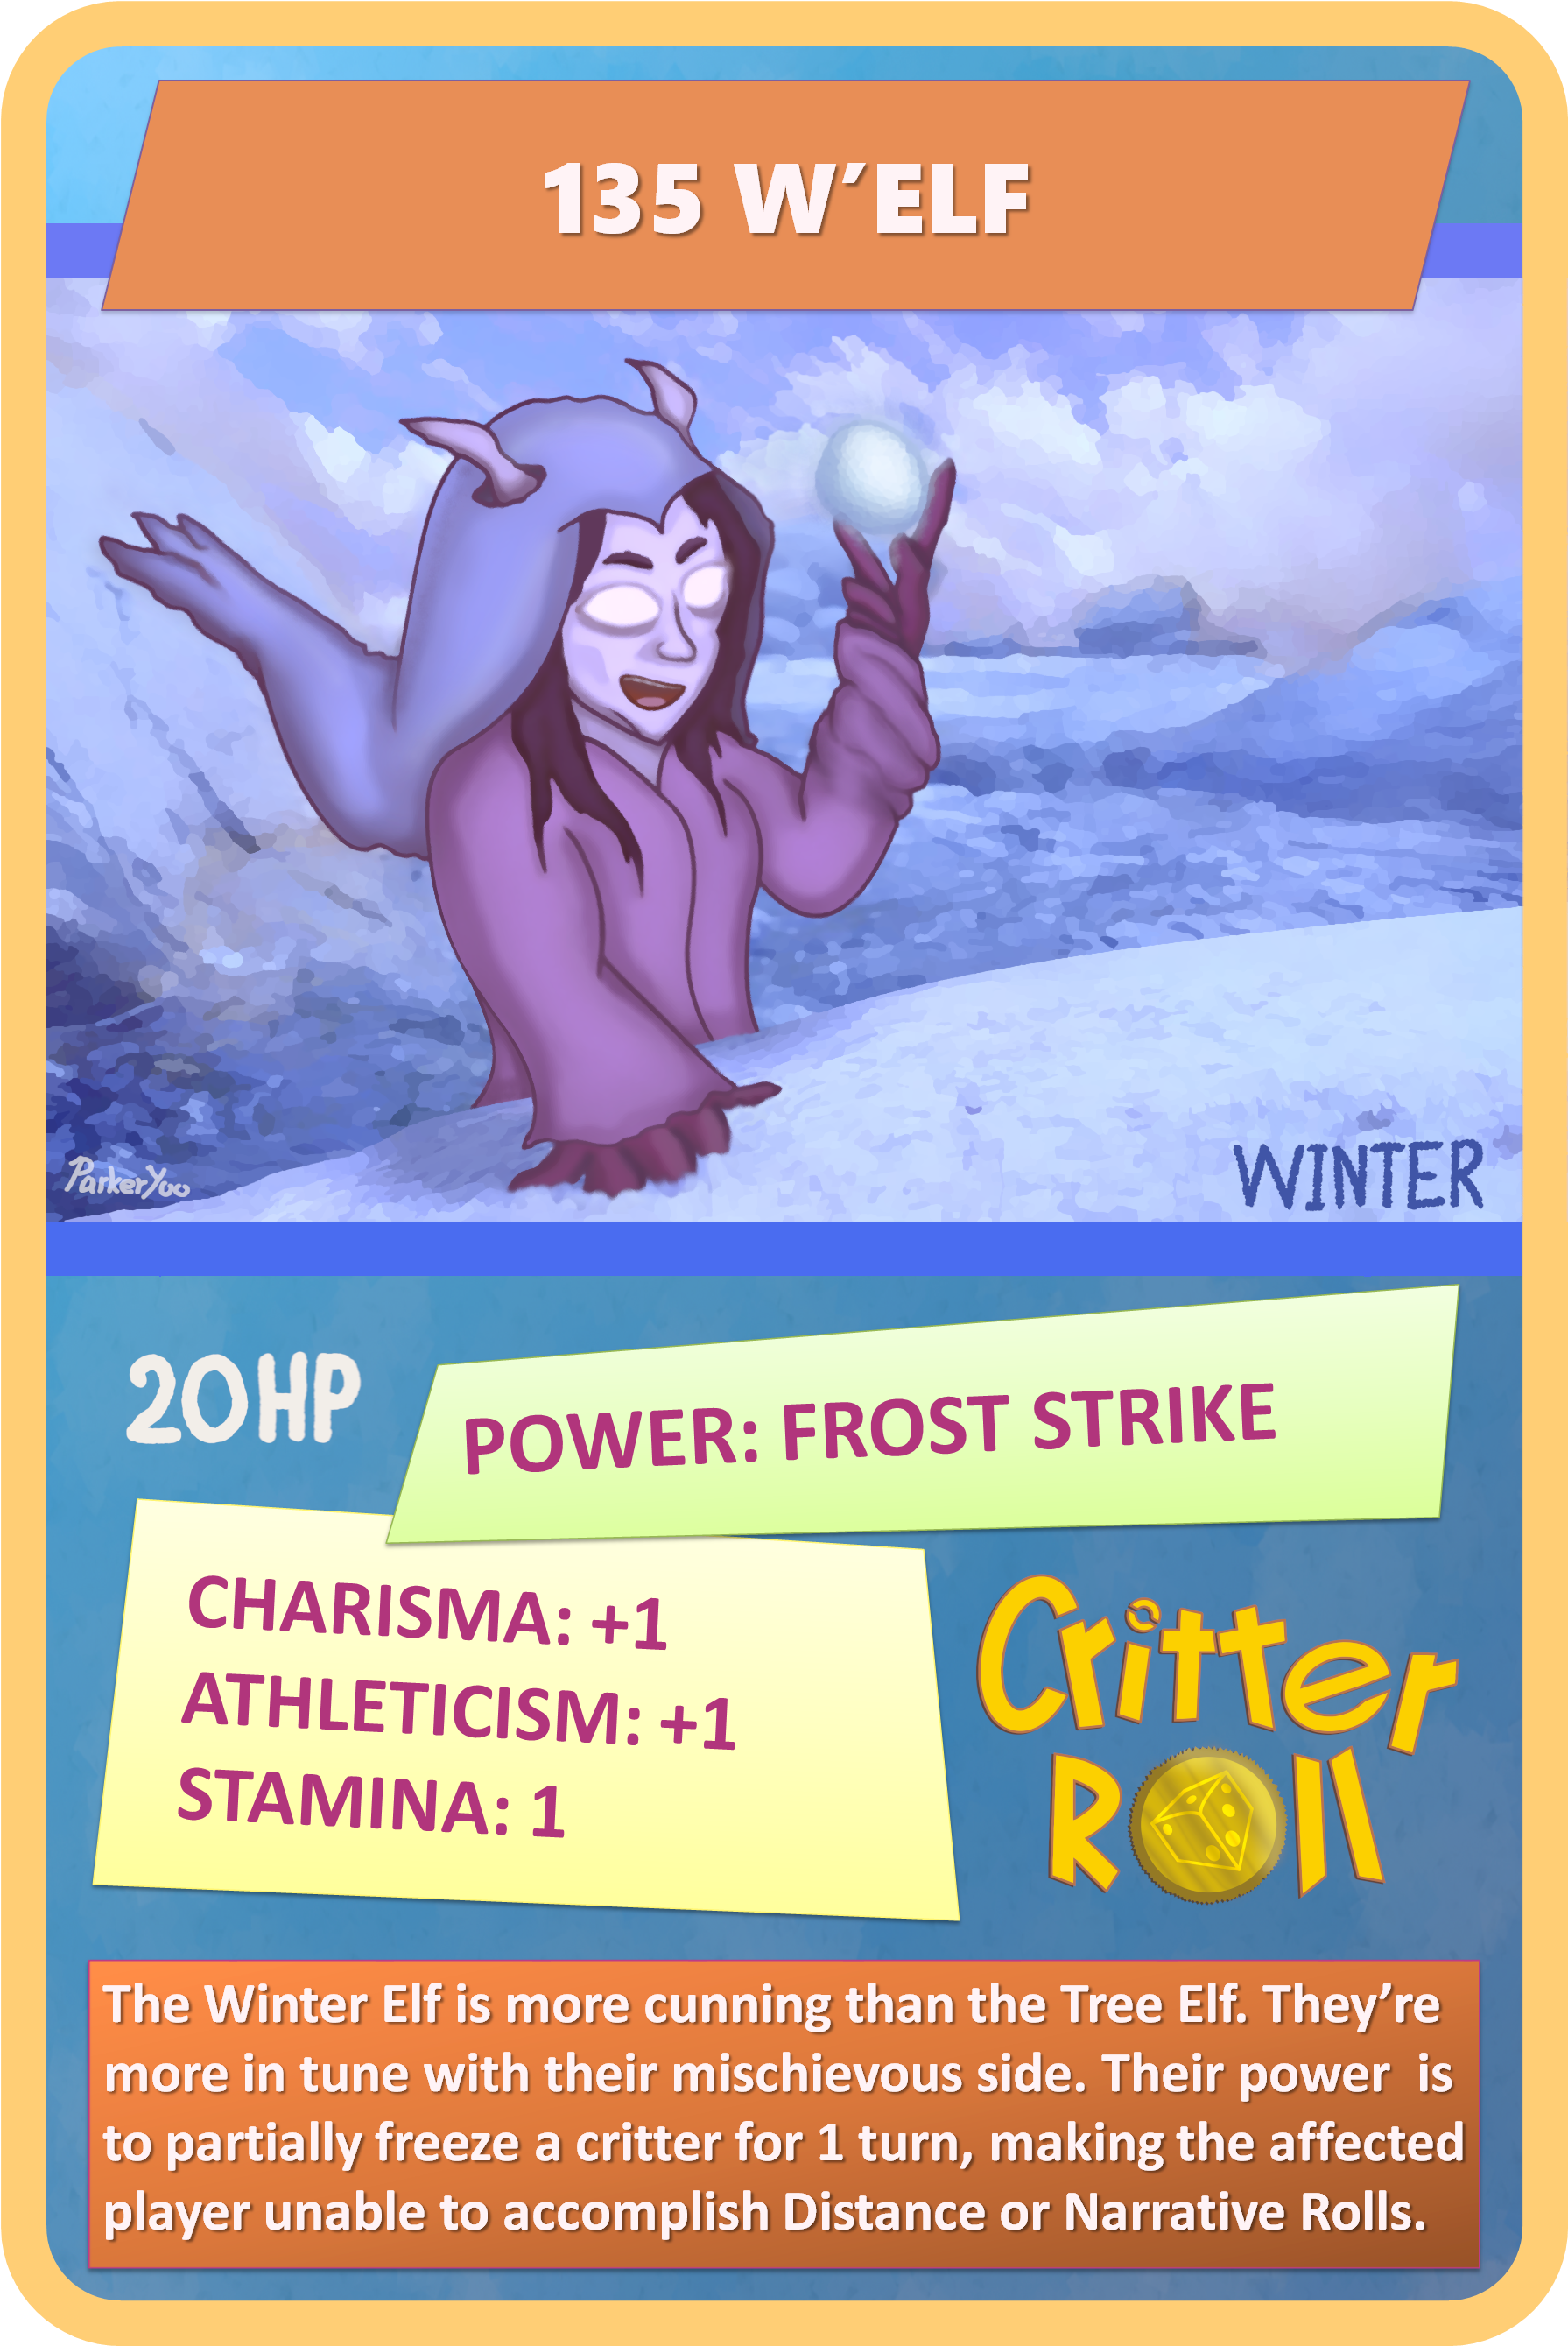 135 W’ELF
ParkerYoo
WINTER
20HP
POWER: FROST STRIKE
CHARISMA: +1
ATHLETICISM: +1
STAMINA: 1
Critter
Roll
The Winter Elf is more cunning than the Tree Elf. They’re
more in tune with their mischievous side. Their power  is
to partially freeze a critter for 1 turn, making the affected
player unable to accomplish Distance or Narrative Rolls.